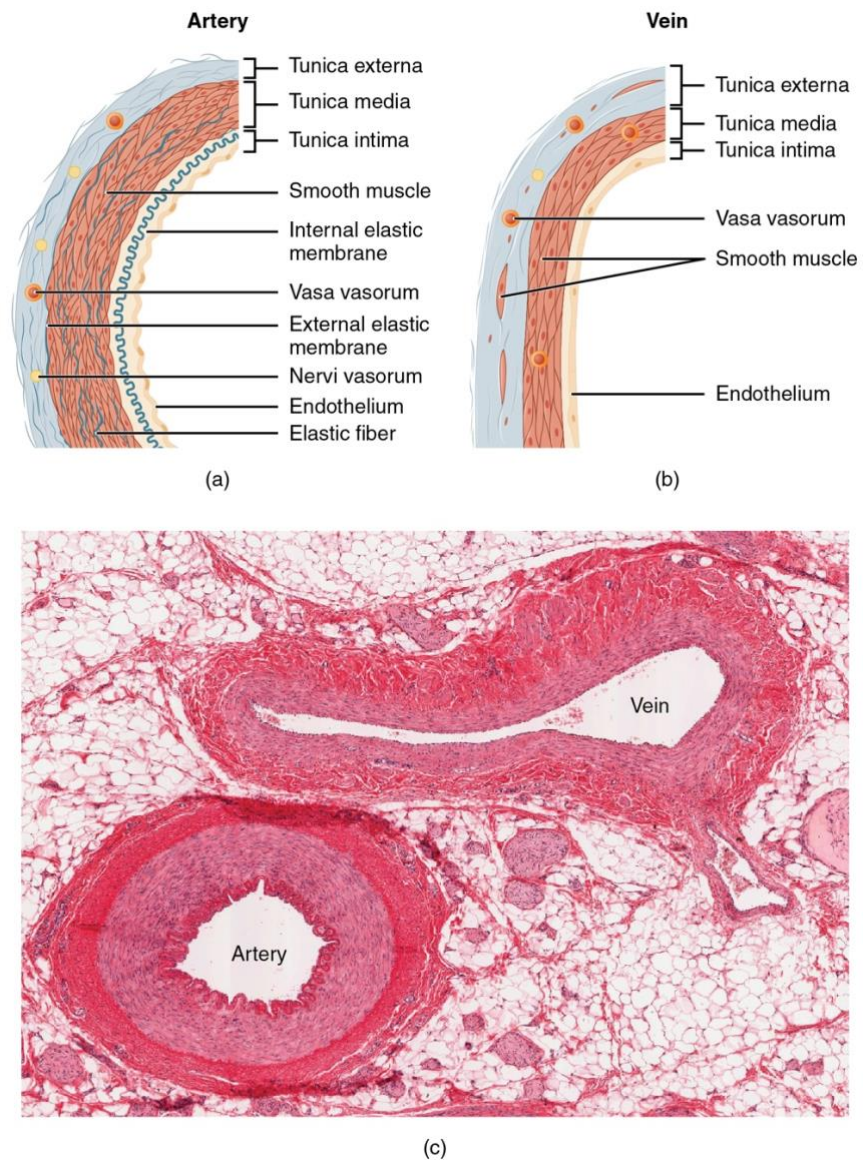 Artery
Tunica externa
Tunica media
Tunica intima
Smooth muscle
Internal elastic
membrane
Vasa vasorum
External elastic
membrane
Nervi vasorum
Endothelium
Elastic fiber
(a)
Vein
Tunica externa
Tunica media
Tunica intima
Vasa vasorum
Smooth muscle
Endothelium
(b)
Vein
Artery
(c)